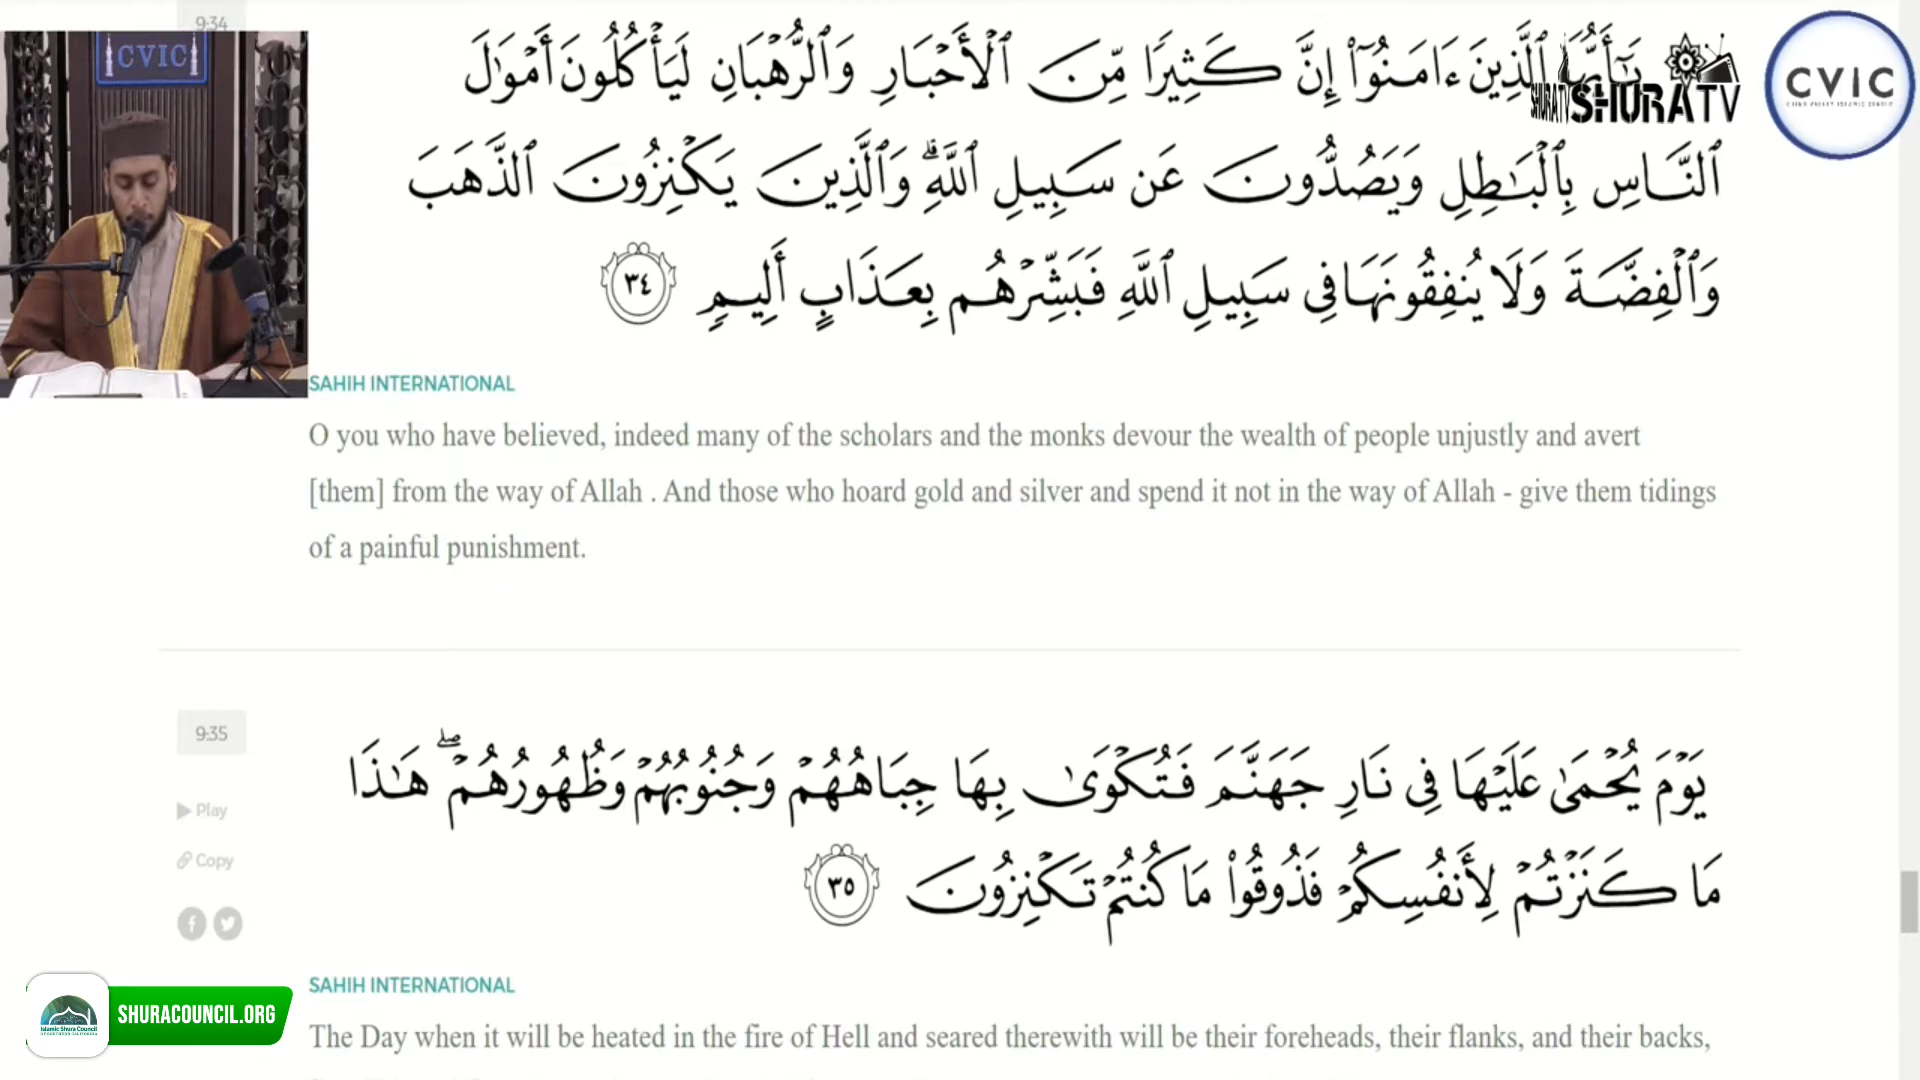 9:34
CVIC
يَٰٓأَيُّهَا ٱلَّذِينَ ءَامَنُوٓا۟ إِنَّ كَثِيرًا مِّنَ ٱلْأَحْبَارِ وَٱلرُّهْبَانِ لَيَأْكُلُونَ أَمْوَٰلَ
SHURA TV
CVIC
ٱلنَّاسِ بِٱلْبَٰطِلِ وَيَصُدُّونَ عَن سَبِيلِ ٱللَّهِ ۗ وَٱلَّذِينَ يَكْنِزُونَ ٱلذَّهَبَ
وَٱلْفِضَّةَ وَلَا يُنفِقُونَهَا فِى سَبِيلِ ٱللَّهِ فَبَشِّرْهُم بِعَذَابٍ أَلِيمٍ ٣٤
SAHIH INTERNATIONAL
O you who have believed, indeed many of the scholars and the monks devour the wealth of people unjustly and avert
[them] from the way of Allah . And those who hoard gold and silver and spend it not in the way of Allah - give them tidings
of a painful punishment.
9:35
يَوْمَ يُحْمَىٰ عَلَيْهَا فِى نَارِ جَهَنَّمَ فَتُكْوَىٰ بِهَا جِبَاهُهُمْ وَجُنُوبُهُمْ وَظُهُورُهُمْ ۖ هَٰذَا
Play
مَا كَنَزْتُمْ لِأَنفُسِكُمْ فَذُوقُوا۟ مَا كُنتُمْ تَكْنِزُونَ ٣٥
Copy
SAHIH INTERNATIONAL
Islamic Shura Council
SHURACOUNCIL.ORG
The Day when it will be heated in the fire of Hell and seared therewith will be their foreheads, their flanks, and their backs,